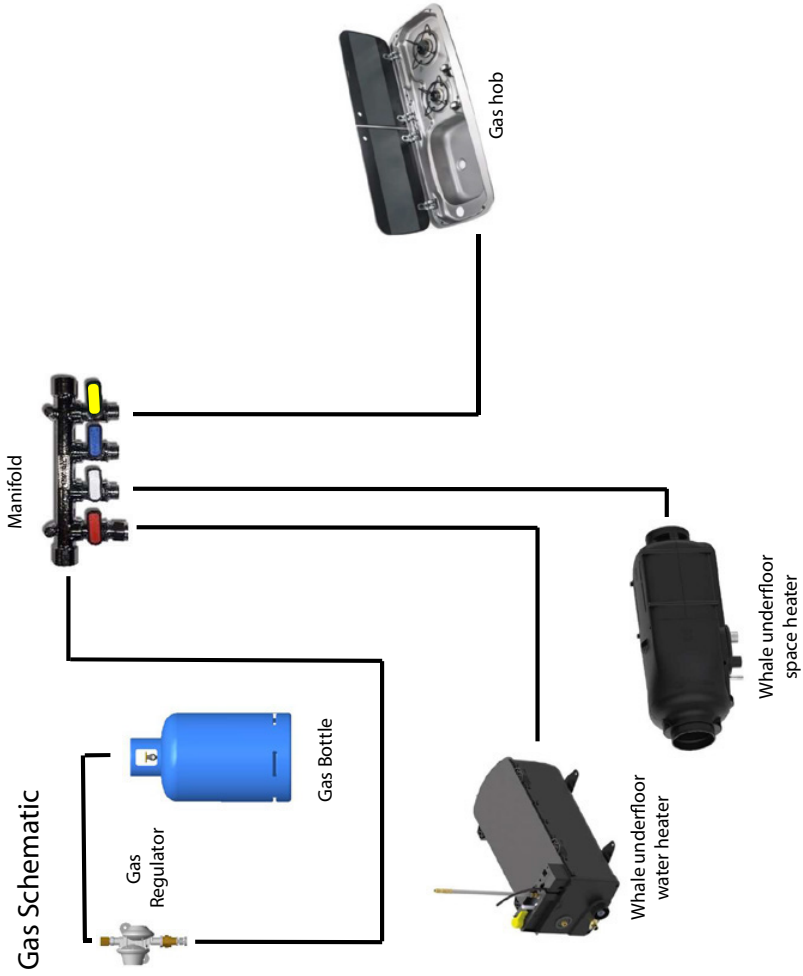 Gas Schematic
Gas
Regulator
Gas Bottle
Manifold
Gas hob
Whale underfloor
water heater
Whale underfloor
space heater